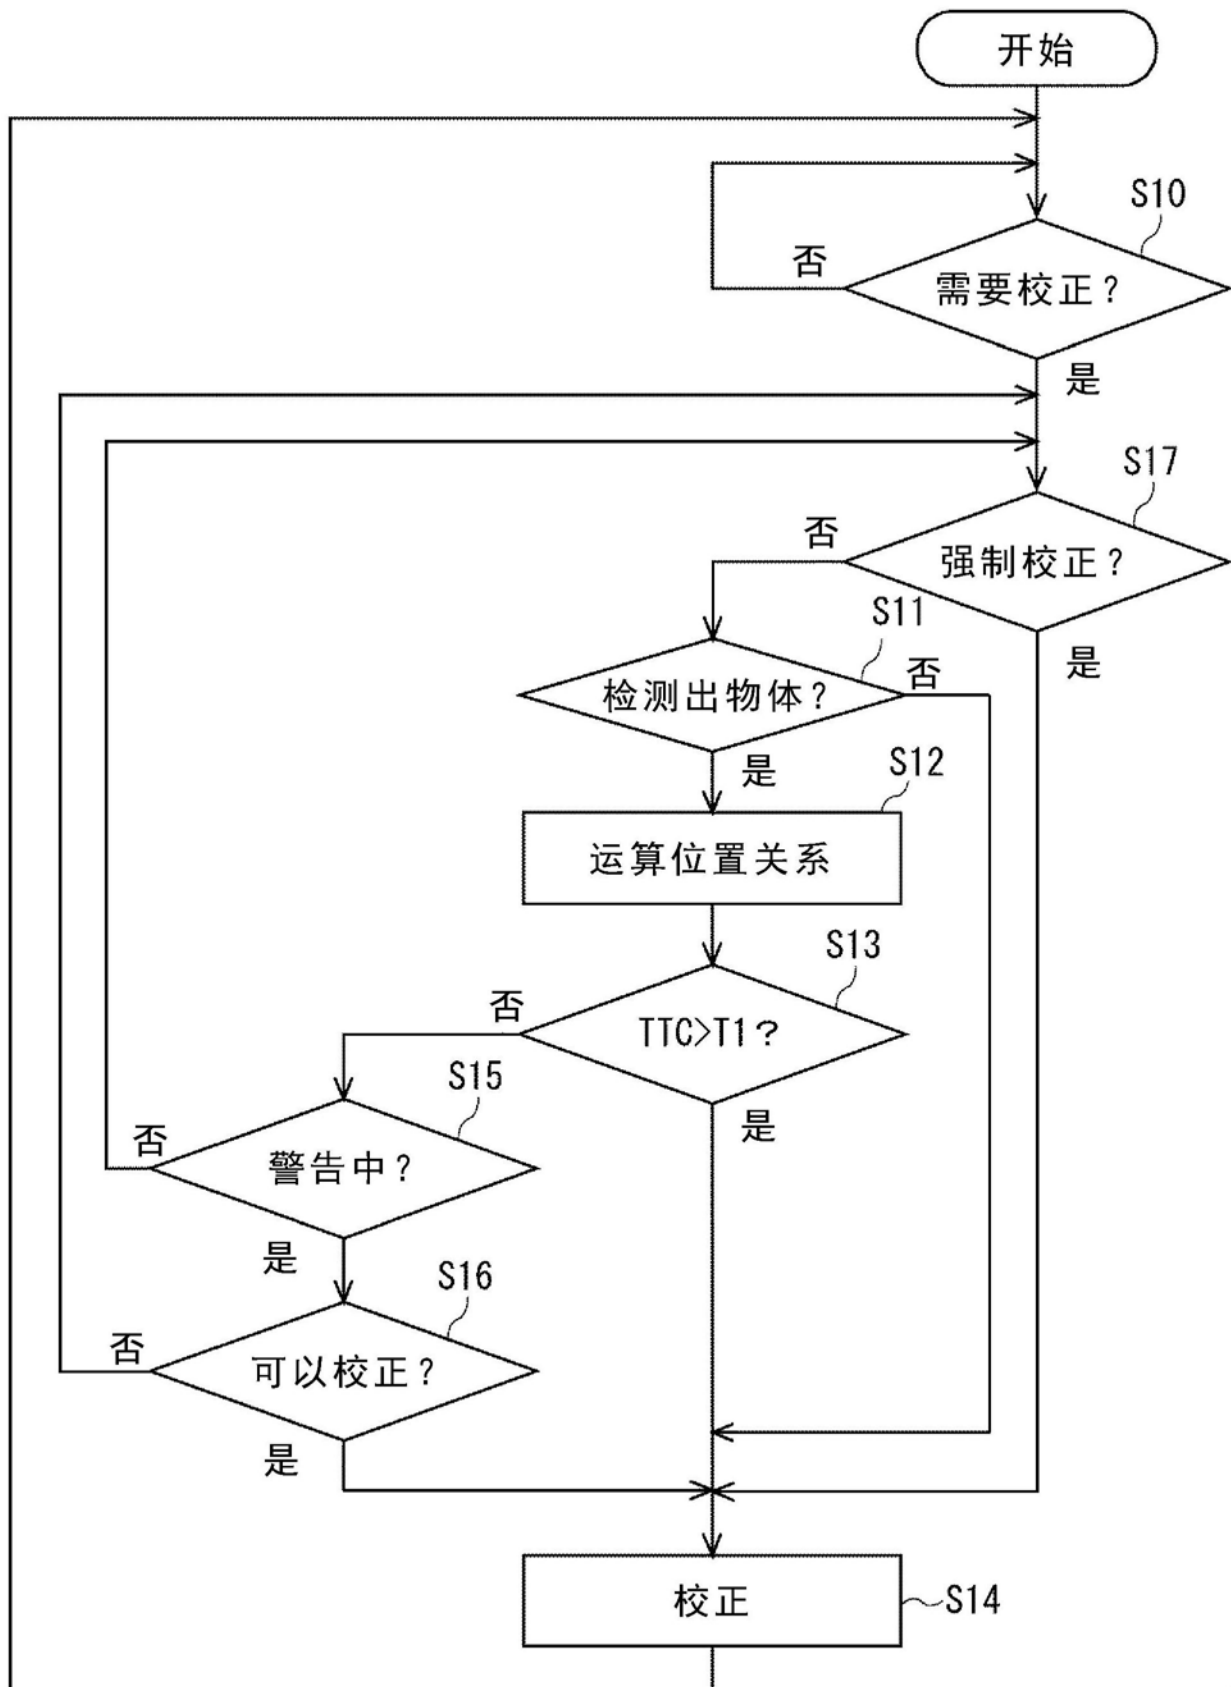 开始
S10
否
需要校正？
是
S17
否
强制校正？
S11
是
否
检测出物体？
是
S12
运算位置关系
S13
否
TTC>T1？
S15
是
否
警告中？
是
S16
否
可以校正？
是
校正
S14